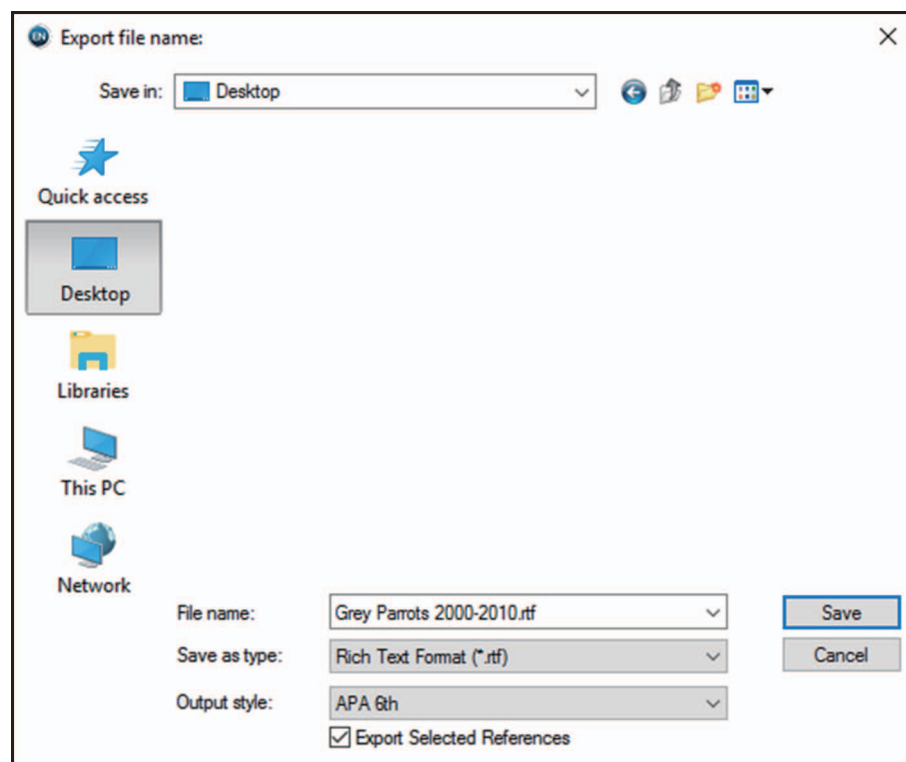 EN Export file name:
Save in: Desktop
Quick access
Desktop
Libraries
This PC
Network
File name: Grey Parrots 2000-2010.rtf Save
Save as type: Rich Text Format (*.rtf) Cancel
Output style: APA 6th
Export Selected References